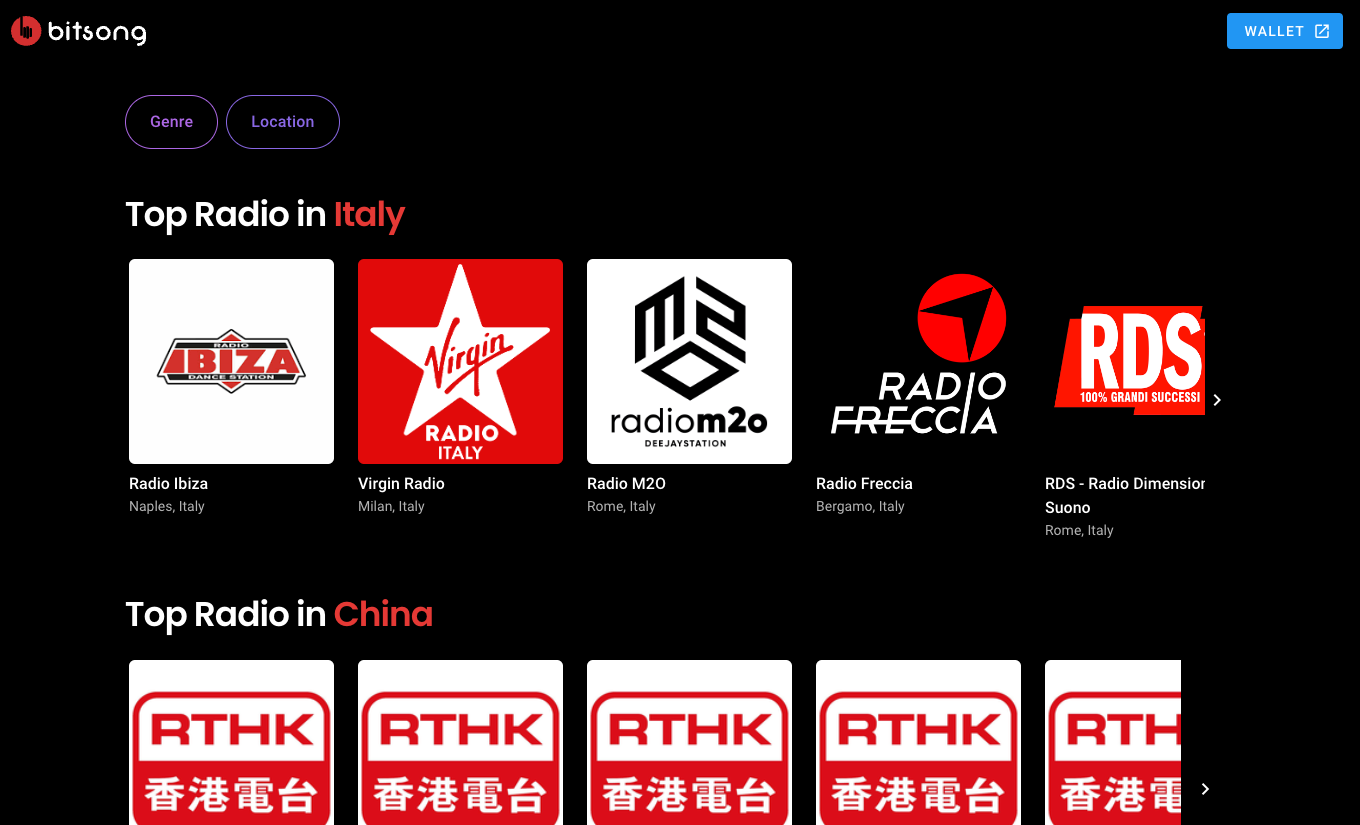 bitsong
WALLET
Genre
Location
Top Radio in Italy
RADIO
IBIZA
DANCE STATION
Virgin
RADIO
ITALY
m2o
radiom2o
DEEJAYSTATION
RADIO
FRECCIA
RDS
100% GRANDI SUCCESSI
Radio Ibiza
Naples, Italy
Virgin Radio
Milan, Italy
Radio M2O
Rome, Italy
Radio Freccia
Bergamo, Italy
RDS - Radio Dimension
Suono
Rome, Italy
Top Radio in China
RTHK
香港電台
RTHK
香港電台
RTHK
香港電台
RTHK
香港電台
RTH
香港電